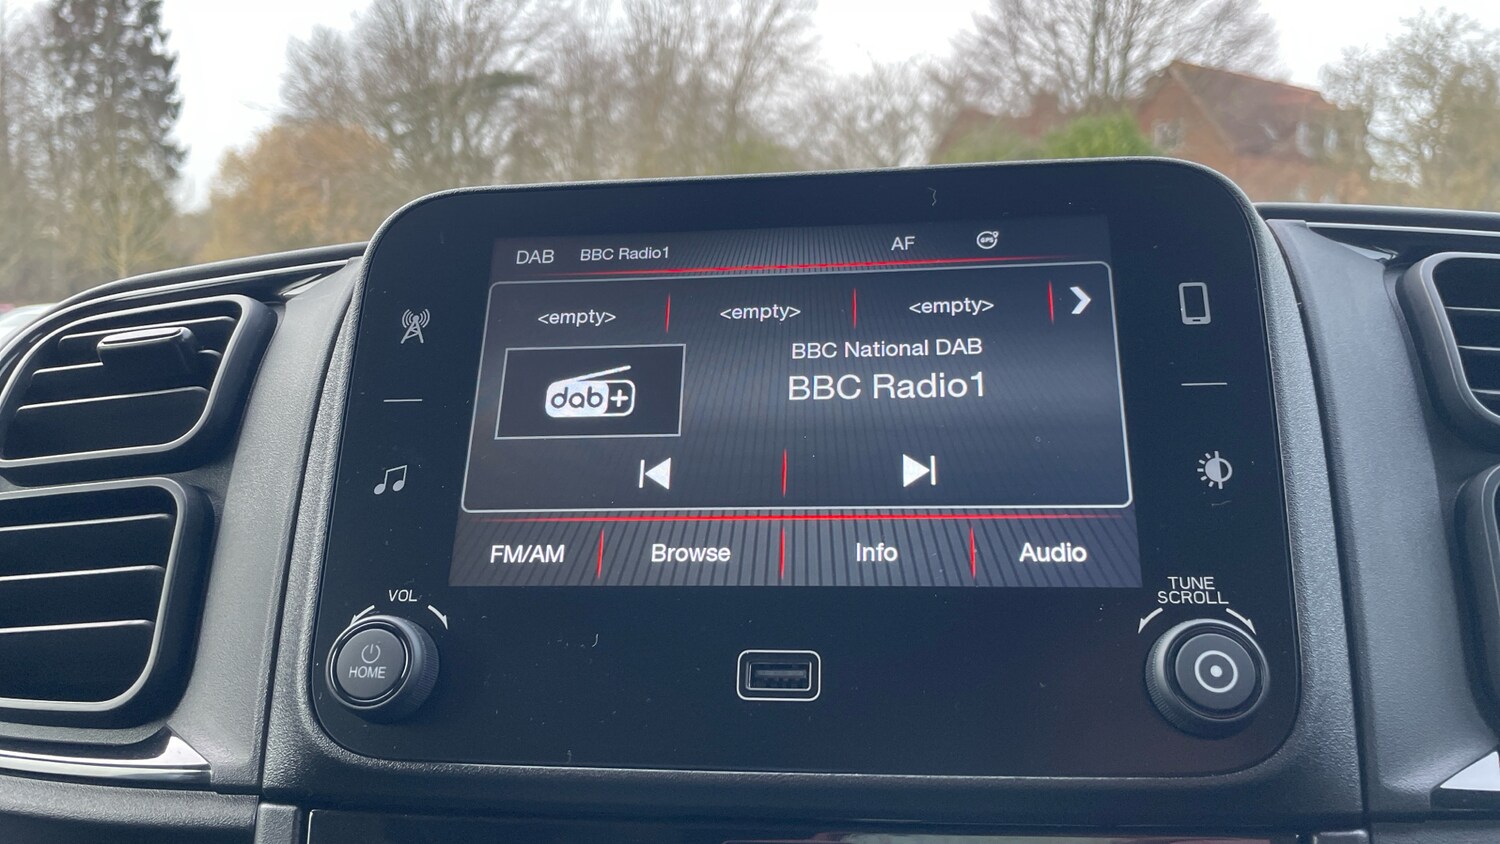 DAB BBC Radio1 AF GPS
<empty> <empty> <empty>
BBC National DAB
dab+ BBC Radio1
FM/AM Browse Info Audio
VOL
TUNE
SCROLL
HOME